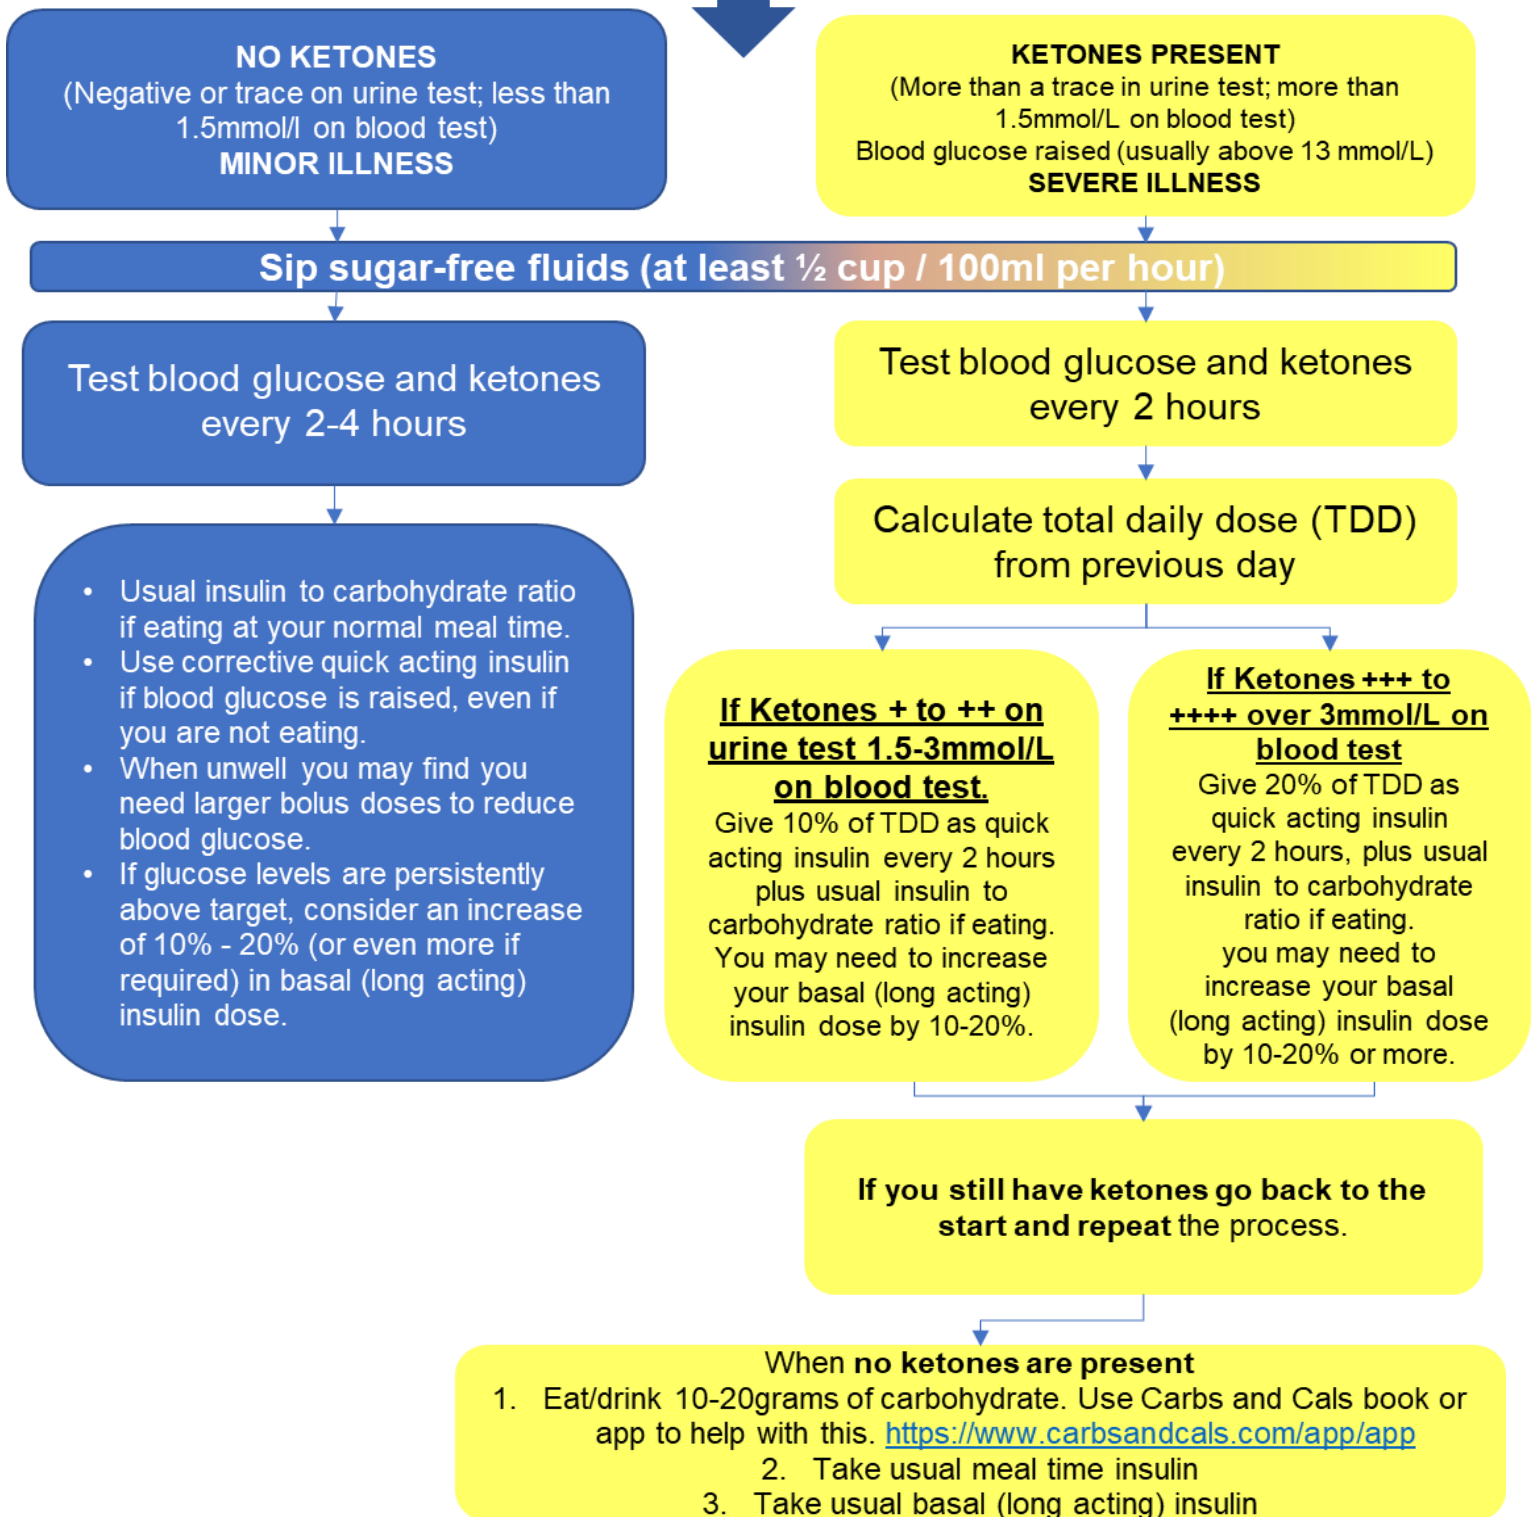 NO KETONES
(Negative or trace on urine test; less than
1.5mmol/l on blood test)
MINOR ILLNESS
KETONES PRESENT
(More than a trace in urine test; more than
1.5mmol/L on blood test)
Blood glucose raised (usually above 13 mmol/L)
SEVERE ILLNESS
Sip sugar-free fluids (at least ½ cup / 100ml per hour)
Test blood glucose and ketones
every 2-4 hours
Test blood glucose and ketones
every 2 hours
Calculate total daily dose (TDD)
from previous day
• Usual insulin to carbohydrate ratio
if eating at your normal meal time.
• Use corrective quick acting insulin
if blood glucose is raised, even if
you are not eating.
• When unwell you may find you
need larger bolus doses to reduce
blood glucose.
• If glucose levels are persistently
above target, consider an increase
of 10% - 20% (or even more if
required) in basal (long acting)
insulin dose.
If Ketones + to ++ on
urine test 1.5-3mmol/L
on blood test.
Give 10% of TDD as quick
acting insulin every 2 hours
plus usual insulin to
carbohydrate ratio if eating.
You may need to increase
your basal (long acting)
insulin dose by 10-20%.
If Ketones +++ to
++++ over 3mmol/L on
blood test
Give 20% of TDD as
quick acting insulin
every 2 hours, plus usual
insulin to carbohydrate
ratio if eating.
you may need to
increase your basal
(long acting) insulin dose
by 10-20% or more.
If you still have ketones go back to the
start and repeat the process.
When no ketones are present
1. Eat/drink 10-20grams of carbohydrate. Use Carbs and Cals book or
app to help with this. https://www.carbsandcals.com/app/app
2. Take usual meal time insulin
3. Take usual basal (long acting) insulin